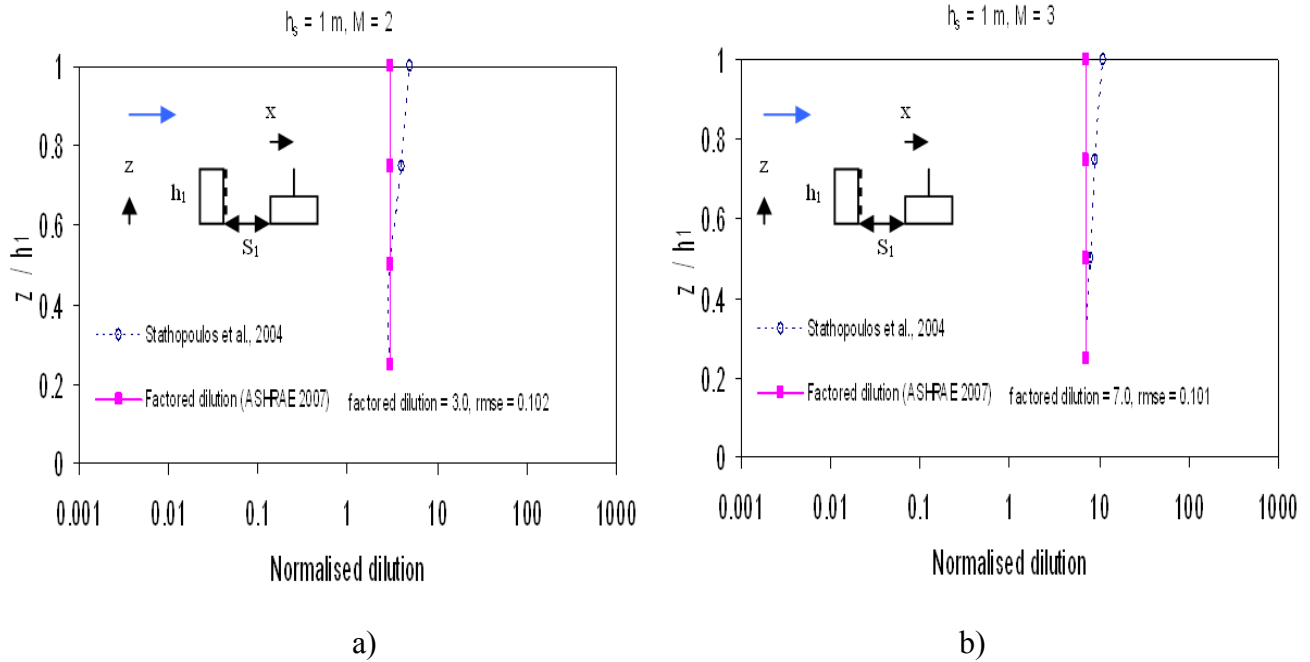 hs = 1 m, M = 2
1
0.8
0.6
0.4
0.2
0
z / h1
x
z
h1
S1
Stathopoulos et al., 2004
Factored dilution (ASHRAE 2007) factored dilution = 3.0, rmse = 0.102
0.001 0.01 0.1 1 10 100 1000
Normalised dilution
a)
hs = 1 m, M = 3
1
0.8
0.6
0.4
0.2
0
z / h1
x
z
h1
S1
Stathopoulos et al., 2004
Factored dilution (ASHRAE 2007) factored dilution = 7.0, rmse = 0.101
0.001 0.01 0.1 1 10 100 1000
Normalised dilution
b)